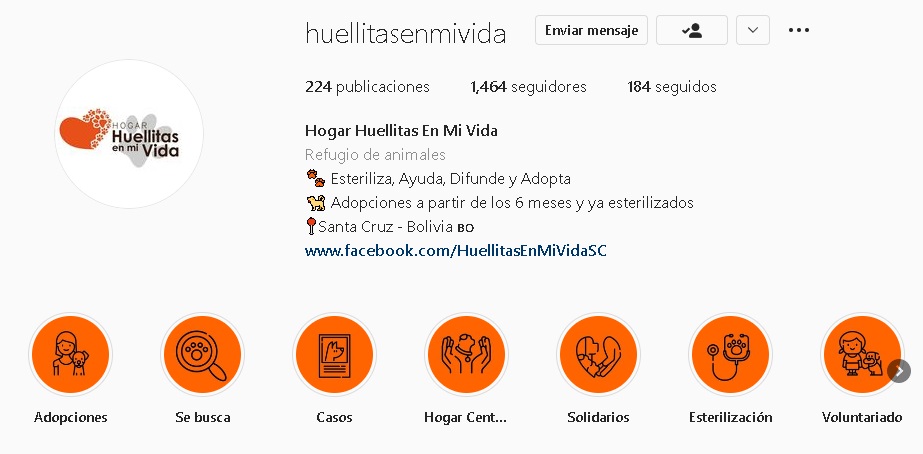 huellitasenmivida
Enviar mensaje
224 publicaciones
1,464 seguidores
184 seguidos
HOGAR
Huellitas
en mi Vida
Hogar Huellitas En Mi Vida
Refugio de animales
🐾 Esteriliza, Ayuda, Difunde y Adopta
🐕 Adopciones a partir de los 6 meses y ya esterilizados
📍Santa Cruz - Bolivia BO
www.facebook.com/HuellitasEnMiVidaSC
Adopciones
Se busca
Casos
Hogar Cent...
Solidarios
Esterilización
Voluntariado